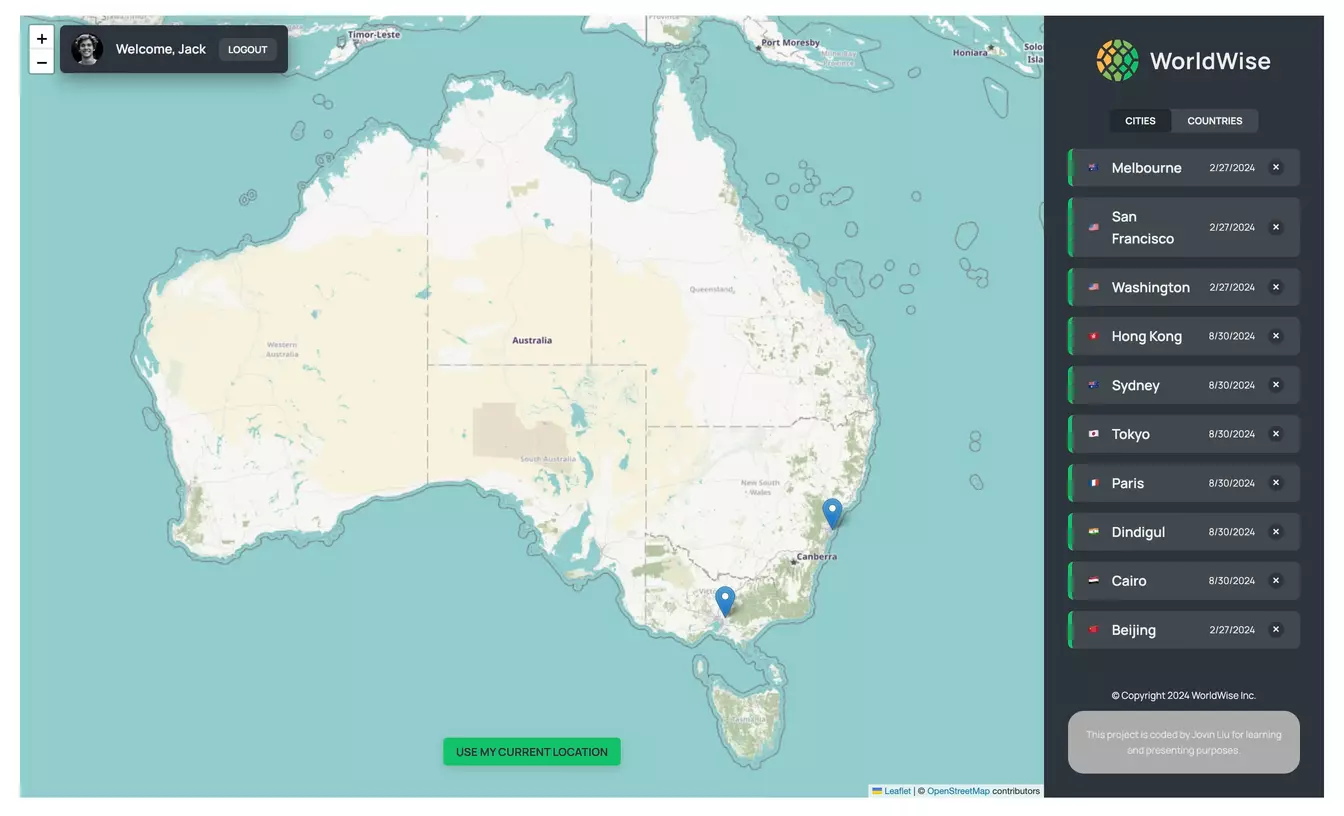 +
−
Welcome, Jack
LOGOUT
Timor-Leste
Port Moresby
Honiara
Queensland
Western
Australia
Australia
South Australia
New South
Wales
Canberra
Tasmania
USE MY CURRENT LOCATION
Leaflet | © OpenStreetMap contributors
WorldWise
CITIES
COUNTRIES
Melbourne 2/27/2024 ×
San
Francisco 2/27/2024 ×
Washington 2/27/2024 ×
Hong Kong 8/30/2024 ×
Sydney 8/30/2024 ×
Tokyo 8/30/2024 ×
Paris 8/30/2024 ×
Dindigul 8/30/2024 ×
Cairo 8/30/2024 ×
Beijing 2/27/2024 ×
© Copyright 2024 WorldWise Inc.
This project is coded by Jovin Liu for learning
and presenting purposes.